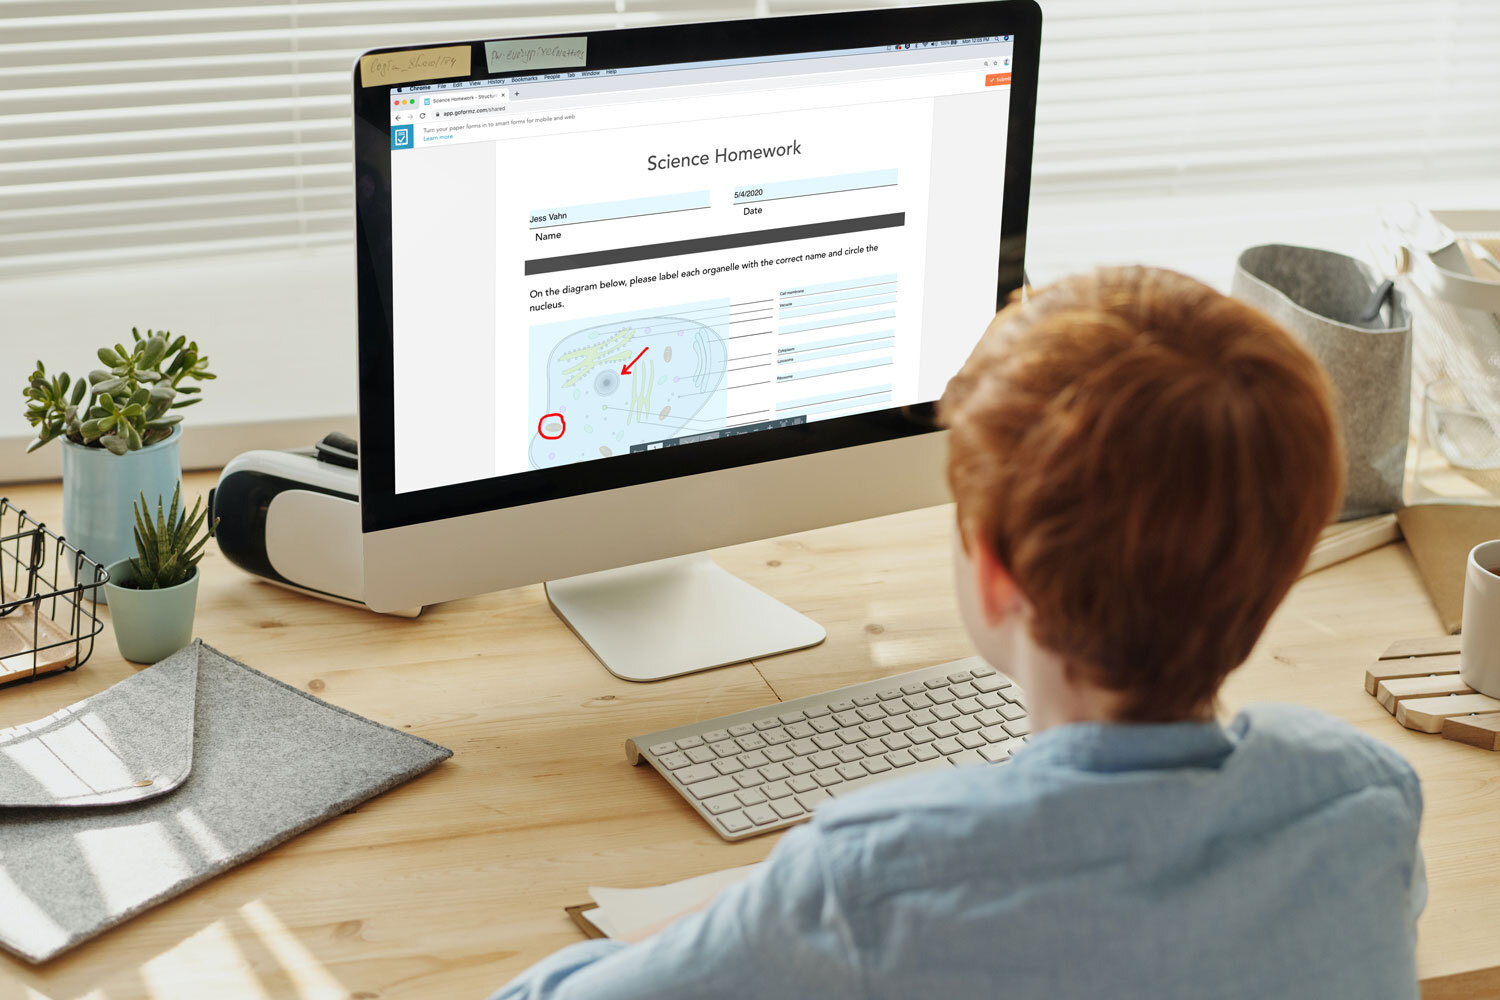 Chrome File Edit View History Bookmarks People Tab Window Help
100% Mon 12:05 PM
Science Homework - Structur
app.goformz.com/shared
Turn your paper forms in to smart forms for mobile and web
Learn more
Submit
Science Homework
Jess Vahn
5/4/2020
Name
Date
On the diagram below, please label each organelle with the correct name and circle the
nucleus.
Cell membrane
Vacuole
Cytoplasm
Lysosome
Ribosome